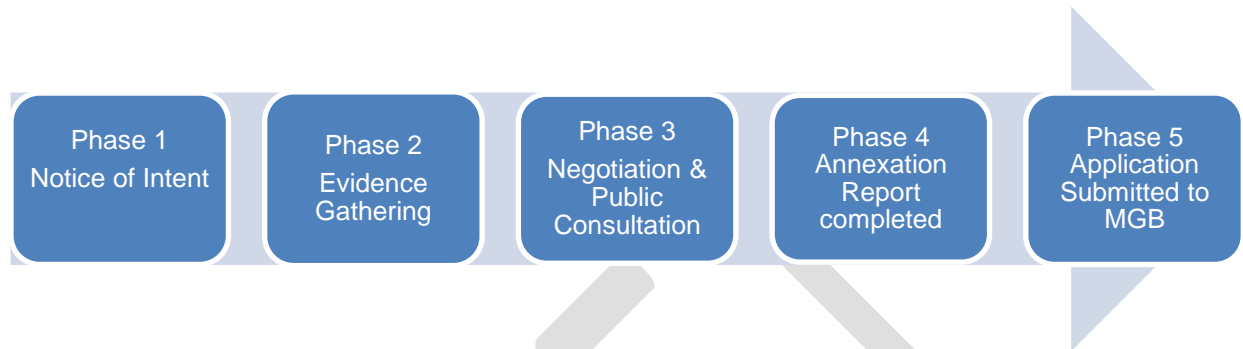 Phase 1
Notice of Intent
Phase 2
Evidence
Gathering
Phase 3
Negotiation &
Public
Consultation
Phase 4
Annexation
Report
completed
Phase 5
Application
Submitted to
MGB